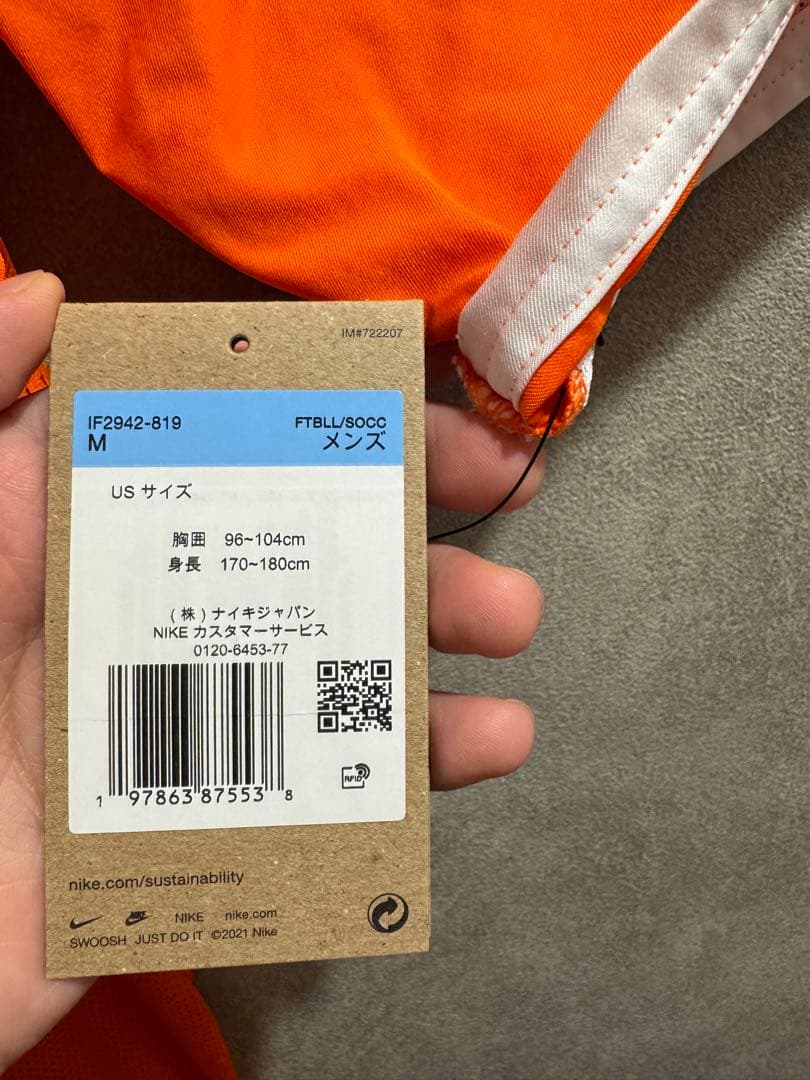 IM#722207
IF2942-819 FTBLL/SOCC
M メンズ
US サイズ
胸囲 96~104cm
身長 170~180cm
(株)ナイキジャパン
NIKE カスタマーサービス
0120-6453-77
RFID
1 97863 87553 8
nike.com/sustainability
NIKE NIKE nike.com
SWOOSH JUST DO IT ©2021 Nike